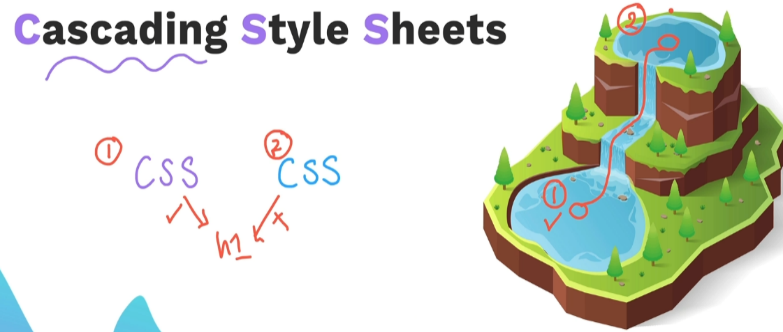 Cascading Style Sheets
②
① CSS ② CSS
①
h1